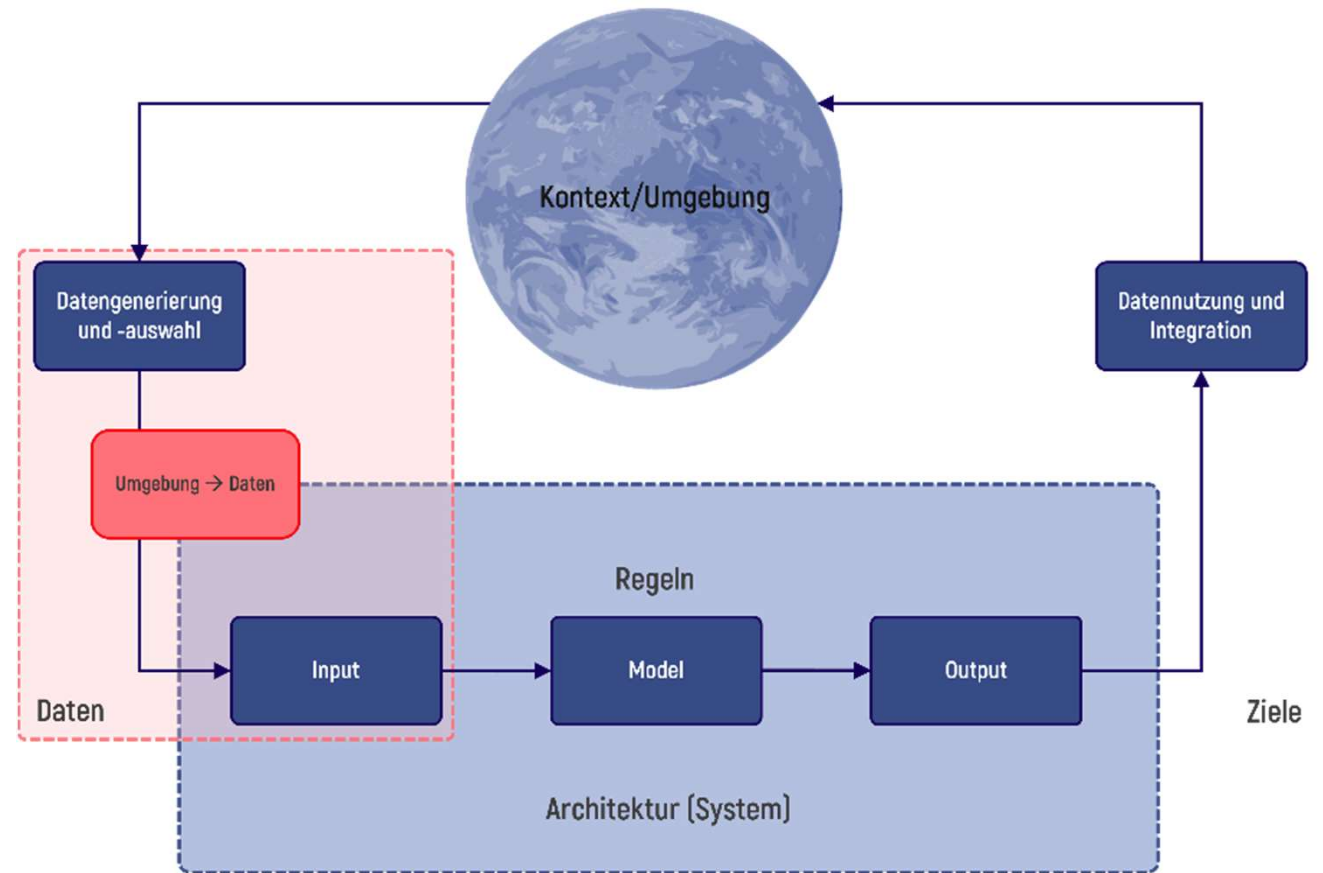 Kontext/Umgebung
Datengenerierung
und -auswahl
Datennutzung und
Integration
Umgebung → Daten
Regeln
Input
Model
Output
Daten
Ziele
Architektur (System)